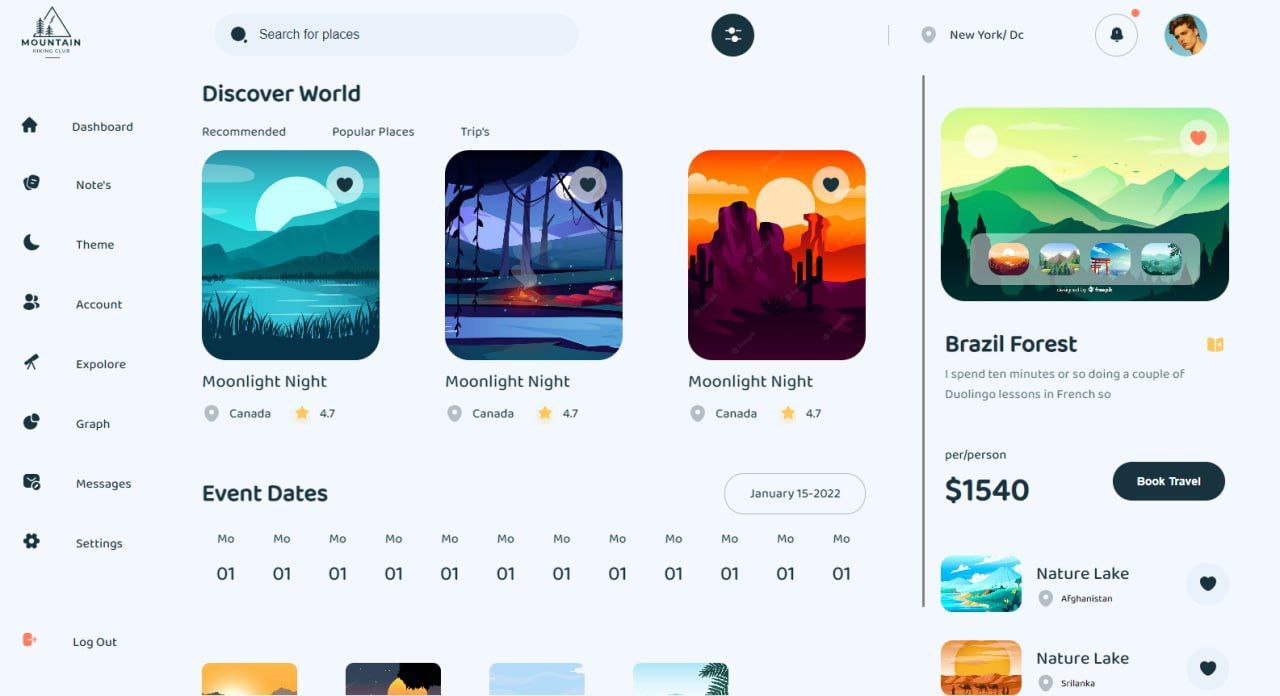 MOUNTAIN
HIKING CLUB
Search for places
New York/ Dc
Dashboard
Note's
Theme
Account
Expolore
Graph
Messages
Settings
Log Out
Discover World
Recommended Popular Places Trip's
Moonlight Night
Canada 4.7
Moonlight Night
Canada 4.7
Moonlight Night
Canada 4.7
Event Dates
January 15-2022
Mo Mo Mo Mo Mo Mo Mo Mo Mo Mo Mo Mo
01 01 01 01 01 01 01 01 01 01 01 01
designed by freepik
Brazil Forest
I spend ten minutes or so doing a couple of
Duolingo lessons in French so
per/person
$1540
Book Travel
Nature Lake
Afghanistan
Nature Lake
Srilanka